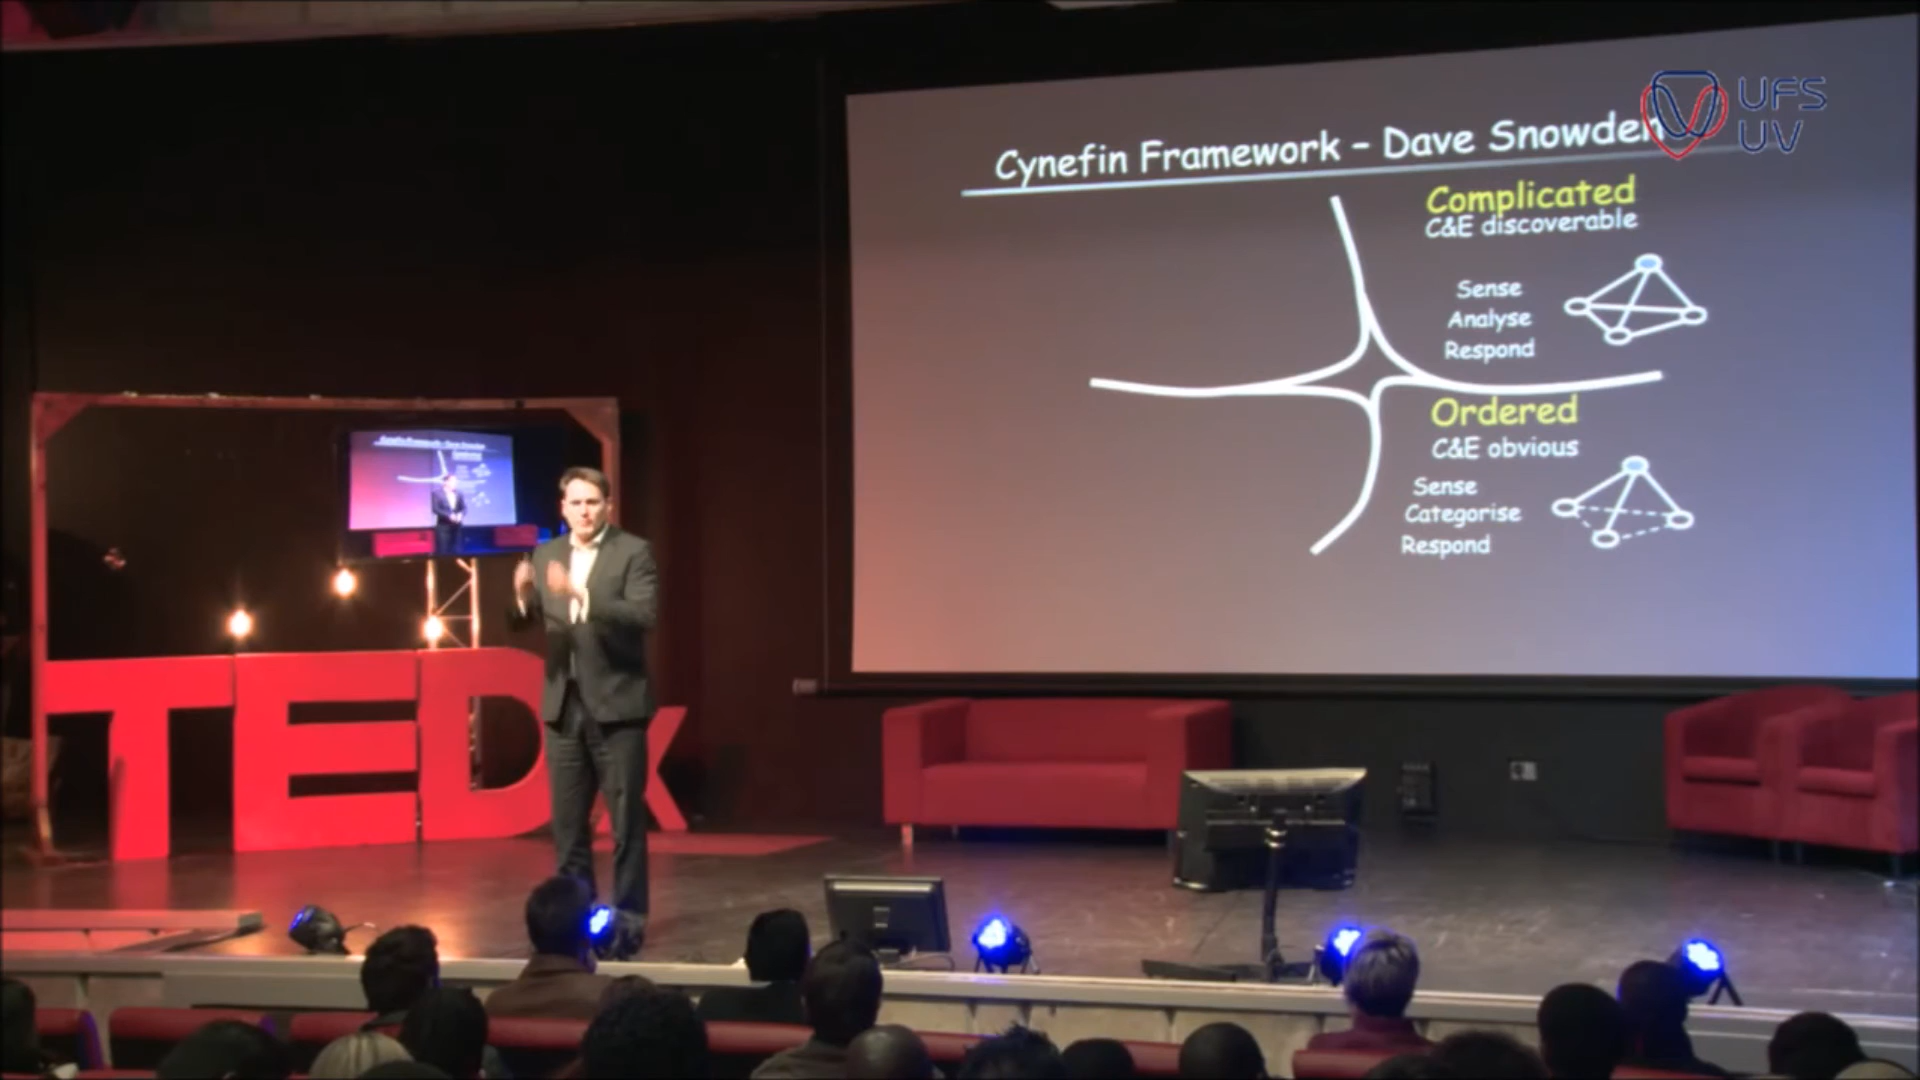 UFS
UV
Cynefin Framework – Dave Snowden
Complicated
C&E discoverable
Sense
Analyse
Respond
Ordered
C&E obvious
Sense
Categorise
Respond
TEDx